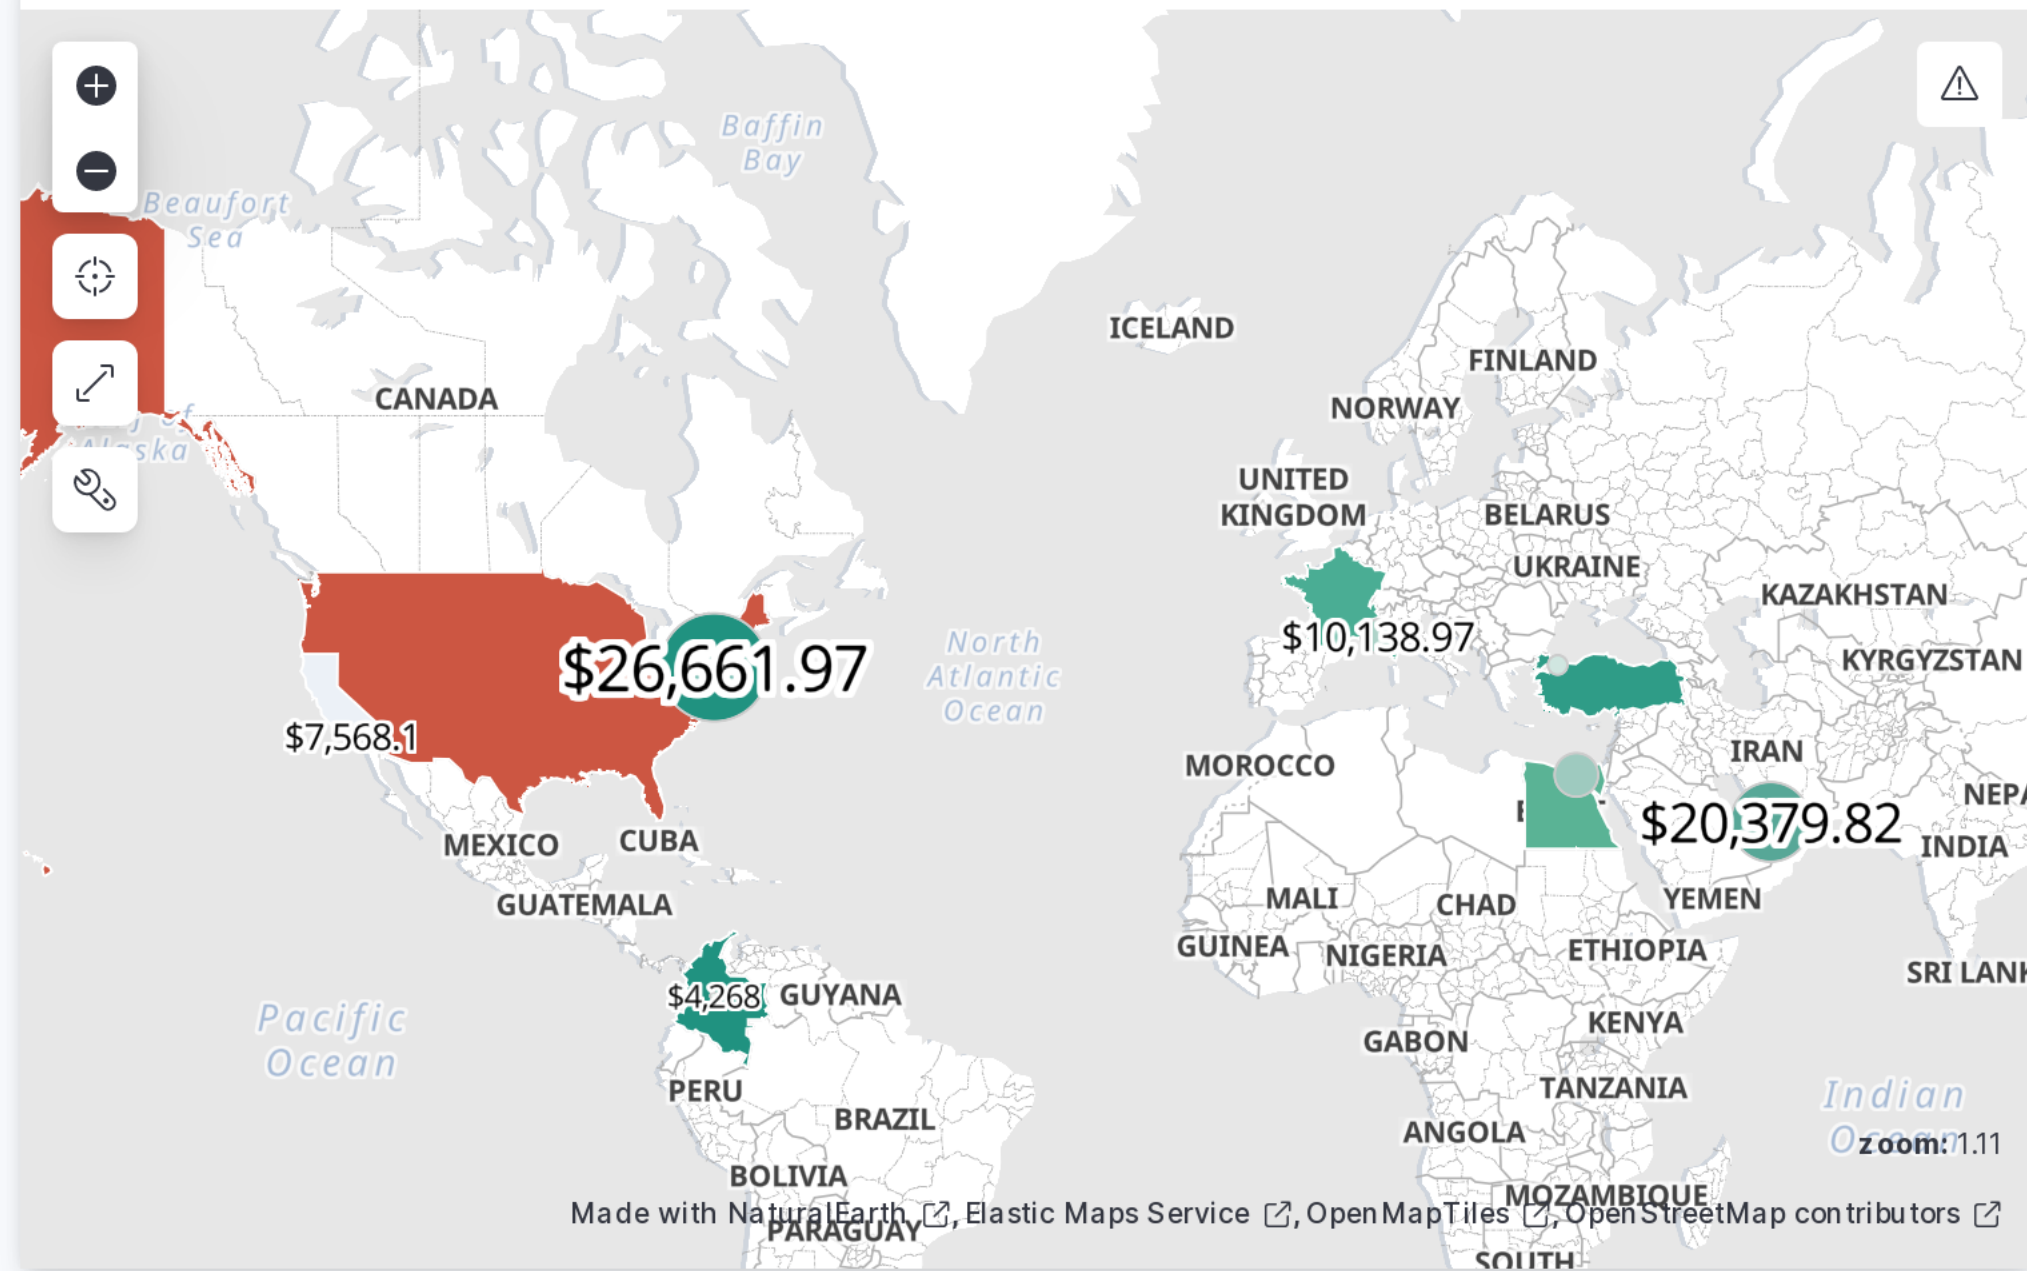 Baffin
Bay
Beaufort
Sea
ICELAND
FINLAND
CANADA
NORWAY
Alaska
UNITED
KINGDOM
BELARUS
UKRAINE
KAZAKHSTAN
$10,138.97
North
Atlantic
Ocean
$26,661.97
KYRGYZSTAN
$7,568.1
IRAN
MOROCCO
NEPA
$20,379.82
MEXICO
CUBA
INDIA
GUATEMALA
MALI
CHAD
YEMEN
GUINEA
NIGERIA
ETHIOPIA
SRI LANK
$4,268
GUYANA
Pacific
Ocean
KENYA
GABON
PERU
TANZANIA
BRAZIL
Indian
Ocean
ANGOLA
zoom: 1.11
BOLIVIA
MOZAMBIQUE
Made with NaturalEarth, Elastic Maps Service, OpenMapTiles, OpenStreetMap contributors
PARAGUAY
SOUTH